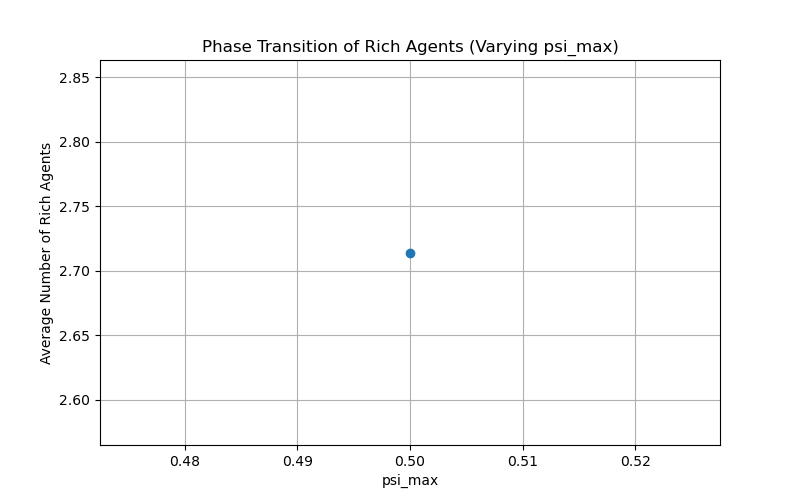 Phase Transition of Rich Agents (Varying psi_max)
Average Number of Rich Agents
2.85
2.80
2.75
2.70
2.65
2.60
0.48 0.49 0.50 0.51 0.52
psi_max